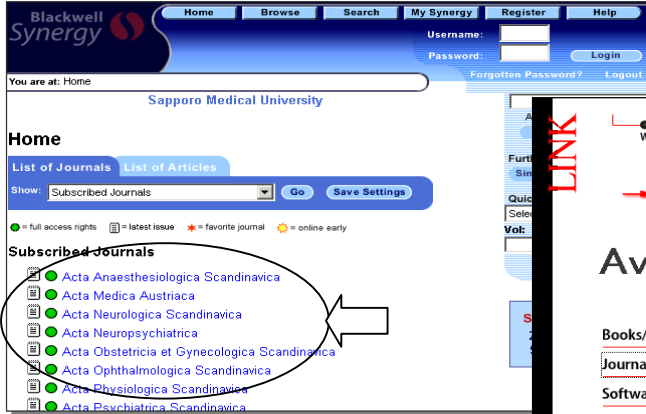 Blackwell
Synergy
Home Browse Search My Synergy Register Help
Username:
Password:
Login
Forgotten Password? Logout
You are at: Home
Sapporo Medical University
Home
List of Journals List of Articles
Show: Subscribed Journals Go Save Settings
= full access rights = latest issue = favorite journal = online early
Subscribed Journals
Acta Anaesthesiologica Scandinavica
Acta Medica Austriaca
Acta Neurologica Scandinavica
Acta Neuropsychiatrica
Acta Obstetricia et Gynecologica Scandinavica
Acta Ophthalmologica Scandinavica
Acta Physiologica Scandinavica
Acta Psychiatrica Scandinavica
Vol:
LINK
Av
Books/
Journa
Softwa